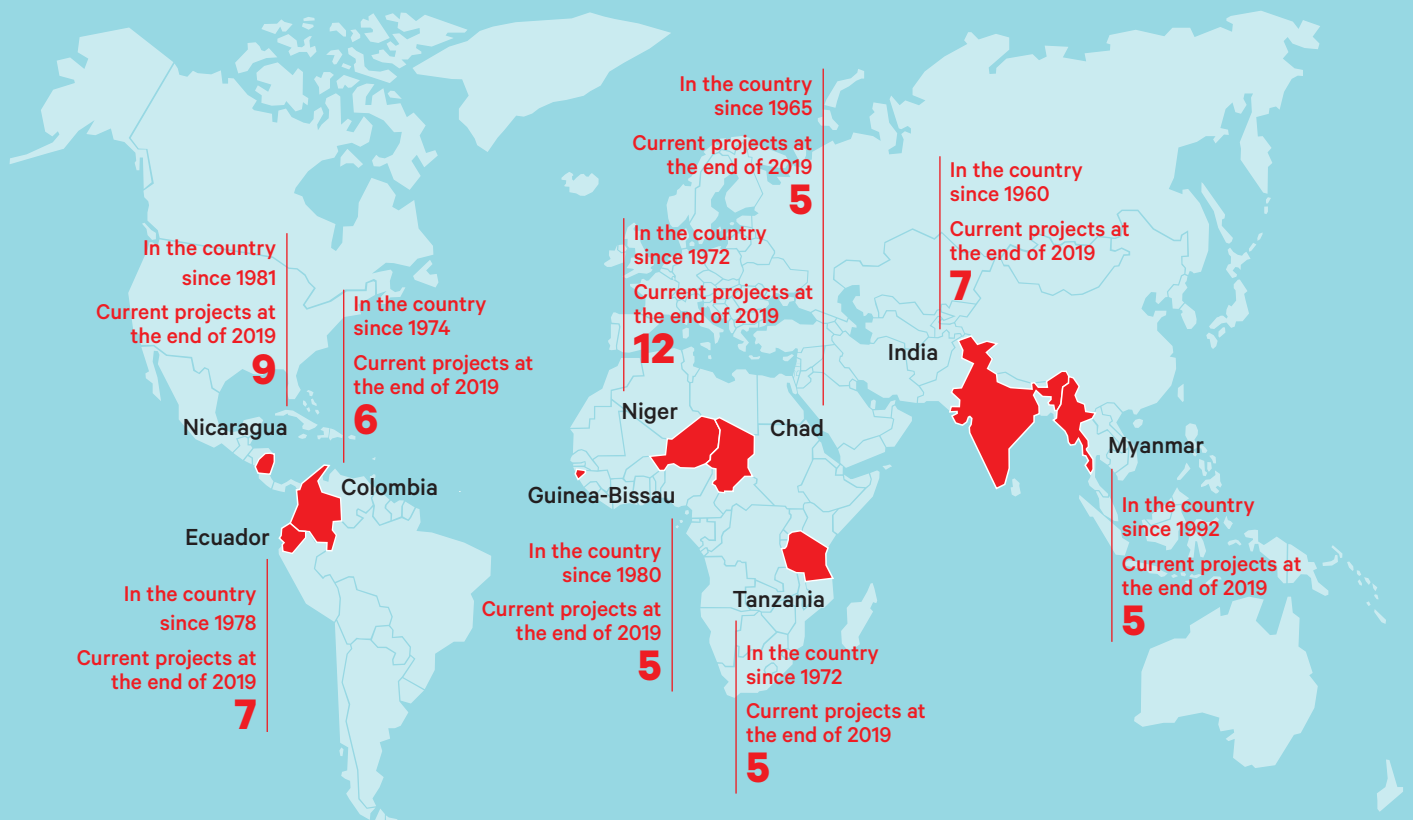 In the country
since 1981
Current projects at
the end of 2019
9
Nicaragua
In the country
since 1974
Current projects at
the end of 2019
6
Colombia
Ecuador
In the country
since 1978
Current projects at
the end of 2019
7
In the country
since 1972
Current projects at
the end of 2019
12
Niger
In the country
since 1965
Current projects at
the end of 2019
5
Chad
Guinea-Bissau
In the country
since 1980
Current projects at
the end of 2019
5
Tanzania
In the country
since 1972
Current projects at
the end of 2019
5
In the country
since 1960
Current projects at
the end of 2019
7
India
Myanmar
In the country
since 1992
Current projects at
the end of 2019
5